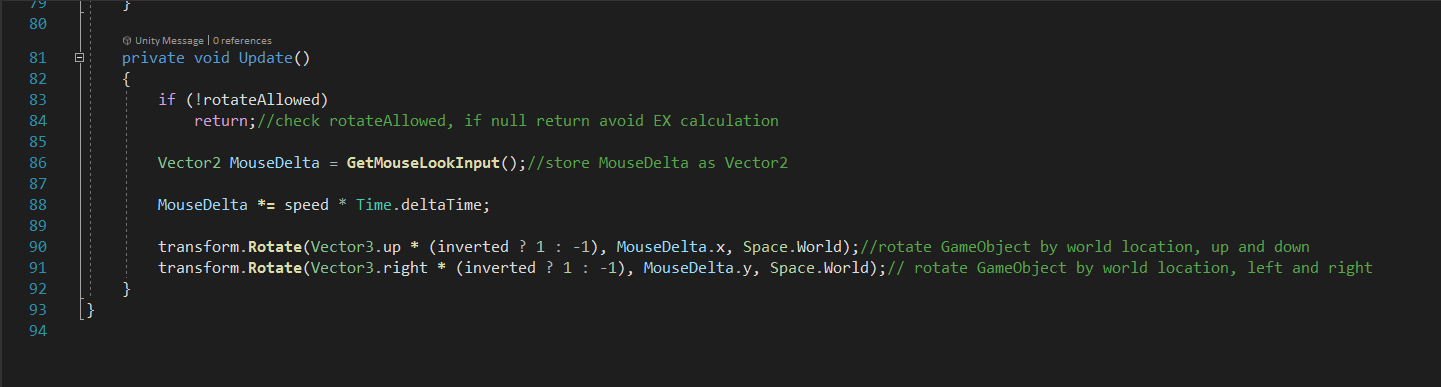 79 }
80
Unity Message | 0 references
81 private void Update()
82 {
83 if (!rotateAllowed)
84 return;//check rotateAllowed, if null return avoid EX calculation
85
86 Vector2 MouseDelta = GetMouseLookInput();//store MouseDelta as Vector2
87
88 MouseDelta *= speed * Time.deltaTime;
89
90 transform.Rotate(Vector3.up * (inverted ? 1 : -1), MouseDelta.x, Space.World);//rotate GameObject by world location, up and down
91 transform.Rotate(Vector3.right * (inverted ? 1 : -1), MouseDelta.y, Space.World);// rotate GameObject by world location, left and right
92 }
93 }
94